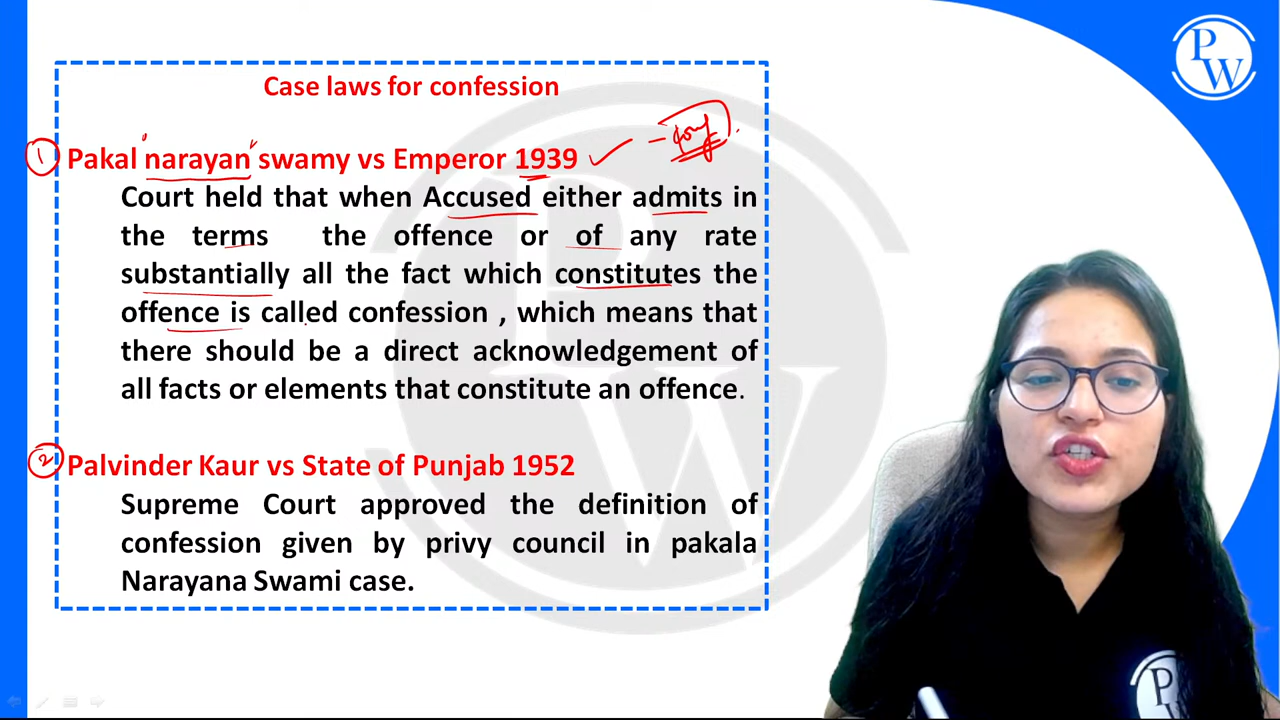 PW
Case laws for confession
1 Pakal narayan swamy vs Emperor 1939
Court held that when Accused either admits in
the terms the offence or of any rate
substantially all the fact which constitutes the
offence is called confession , which means that
there should be a direct acknowledgement of
all facts or elements that constitute an offence.
2 Palvinder Kaur vs State of Punjab 1952
Supreme Court approved the definition of
confession given by privy council in pakala
Narayana Swami case.
PW